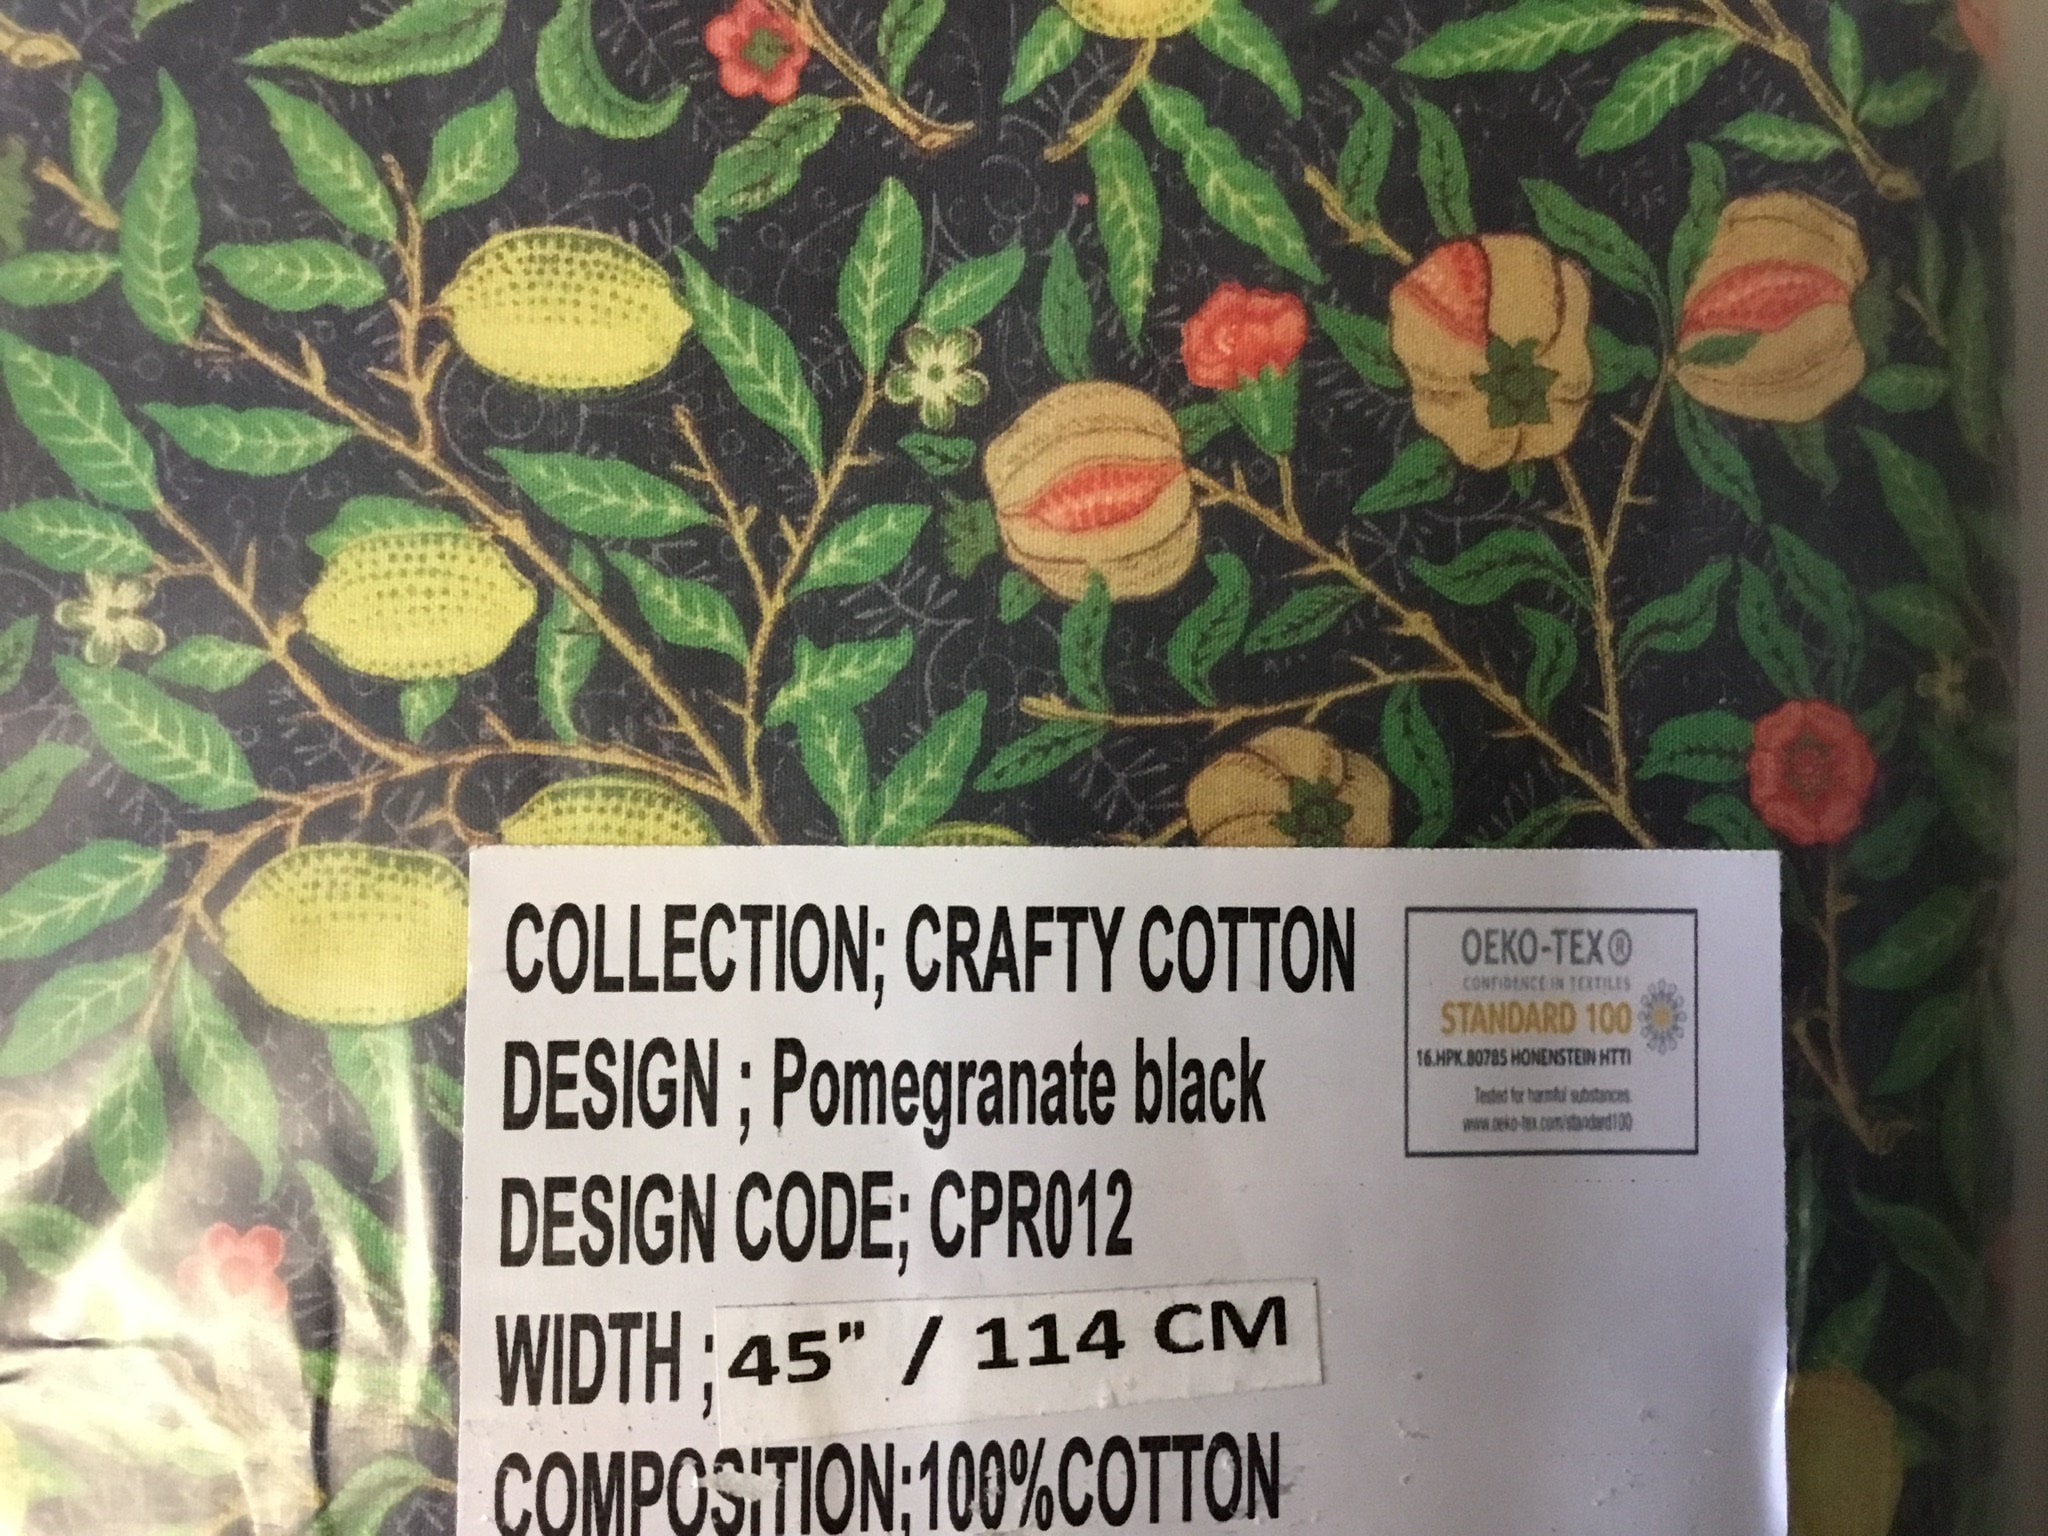 COLLECTION; CRAFTY COTTON
DESIGN ; Pomegranate black
DESIGN CODE; CPR012
WIDTH ; 45" / 114 CM
COMPOSITION;100%COTTON
OEKO-TEX®
CONFIDENCE IN TEXTILES
STANDARD 100
16.HPK.80785 HONENSTEIN HTTI
Tested for harmful substances.
www.oeko-tex.com/standard100